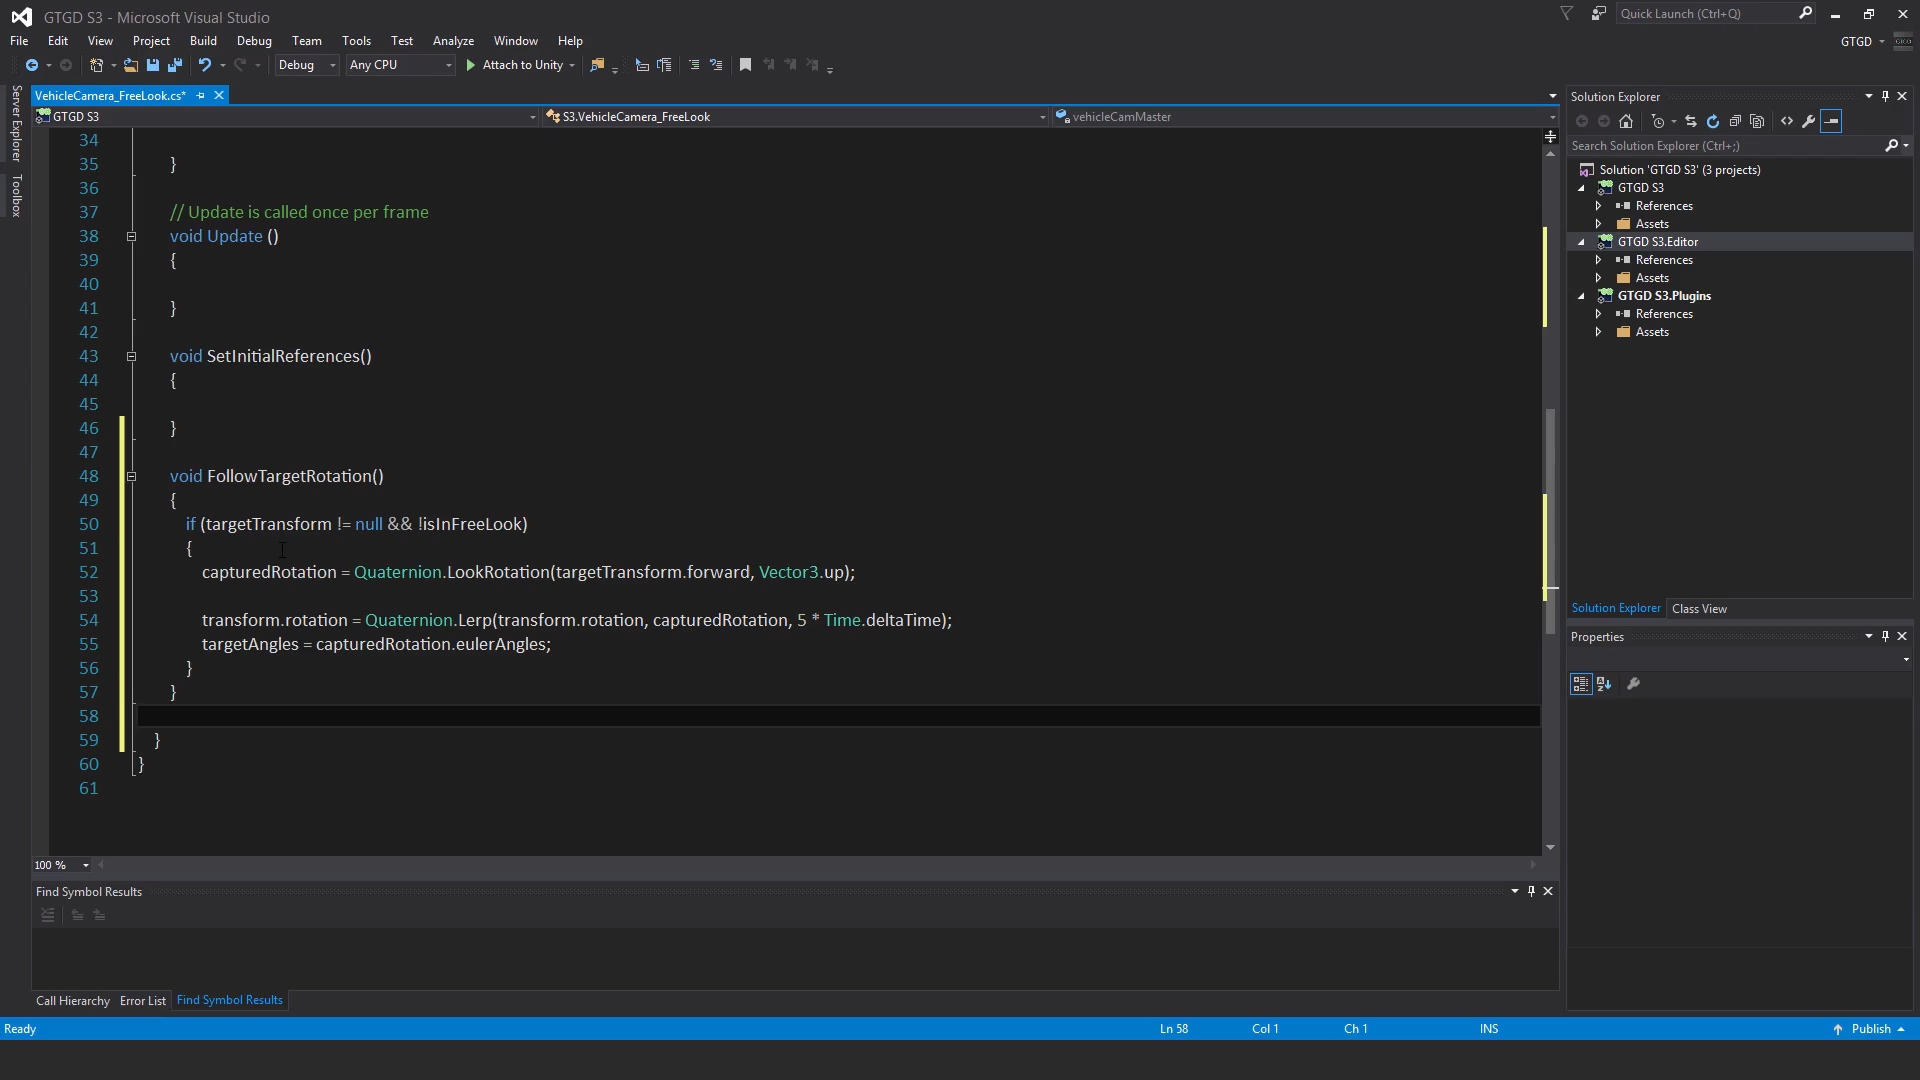 GTGD S3 - Microsoft Visual Studio
Quick Launch (Ctrl+Q)
File Edit View Project Build Debug Team Tools Test Analyze Window Help
GTGD
Debug Any CPU Attach to Unity
Server Explorer
Toolbox
VehicleCamera_FreeLook.cs*
GTGD S3 S3.VehicleCamera_FreeLook vehicleCamMaster
34
35 }
36
37 // Update is called once per frame
38 void Update ()
39 {
40
41 }
42
43 void SetInitialReferences()
44 {
45
46 }
47
48 void FollowTargetRotation()
49 {
50 if (targetTransform != null && !isInFreeLook)
51 {
52 capturedRotation = Quaternion.LookRotation(targetTransform.forward, Vector3.up);
53
54 transform.rotation = Quaternion.Lerp(transform.rotation, capturedRotation, 5 * Time.deltaTime);
55 targetAngles = capturedRotation.eulerAngles;
56 }
57 }
58
59 }
60 }
61
100 %
Find Symbol Results
Call Hierarchy Error List Find Symbol Results
Solution Explorer
Search Solution Explorer (Ctrl+;)
Solution 'GTGD S3' (3 projects)
GTGD S3
References
Assets
GTGD S3.Editor
References
Assets
GTGD S3.Plugins
References
Assets
Solution Explorer Class View
Properties
Ready Ln 58 Col 1 Ch 1 INS Publish